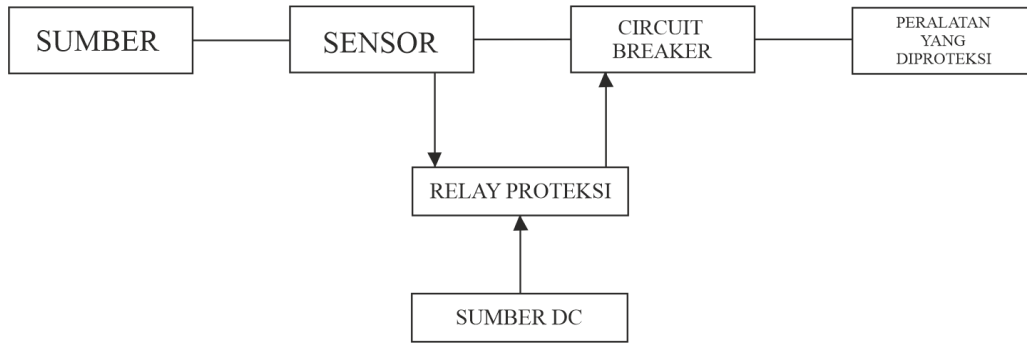 SUMBER
SENSOR
CIRCUIT
BREAKER
PERALATAN
YANG
DIPROTEKSI
RELAY PROTEKSI
SUMBER DC